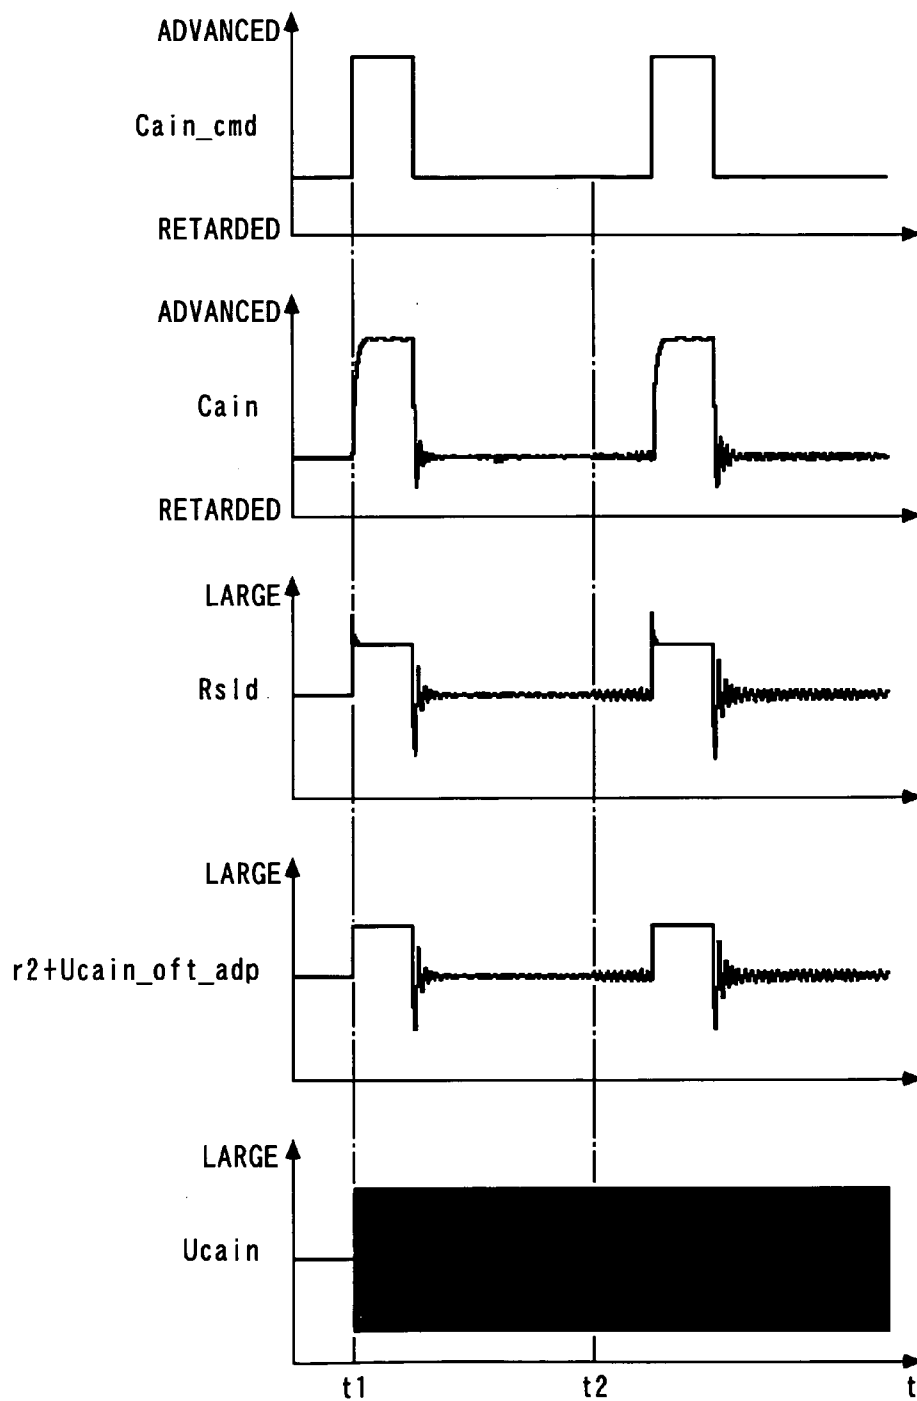 ADVANCED
Cain_cmd
RETARDED
ADVANCED
Cain
RETARDED
LARGE
Rsld
LARGE
r2+Ucain_oft_adp
LARGE
Ucain
t1 t2 t